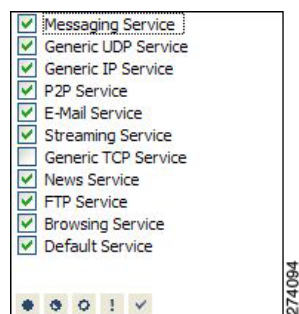 Messaging Service
Generic UDP Service
Generic IP Service
P2P Service
E-Mail Service
Streaming Service
Generic TCP Service
News Service
FTP Service
Browsing Service
Default Service
!
274094